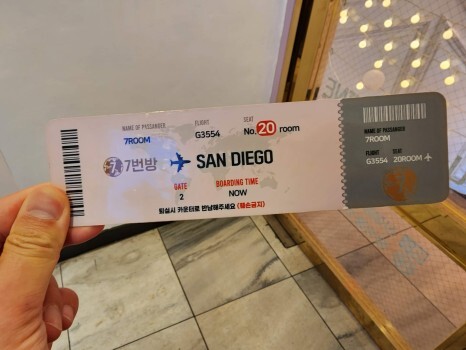 NAME OF PASSANGER
7ROOM
FLIGHT
G3554
SEAT
No.20 room
7번방
SAN DIEGO
GATE
2
BOARDING TIME
NOW
퇴실시 카운터로 반납해주세요 (훼손금지)
NAME OF PASSANGER
7ROOM
FLIGHT SEAT
G3554 20ROOM